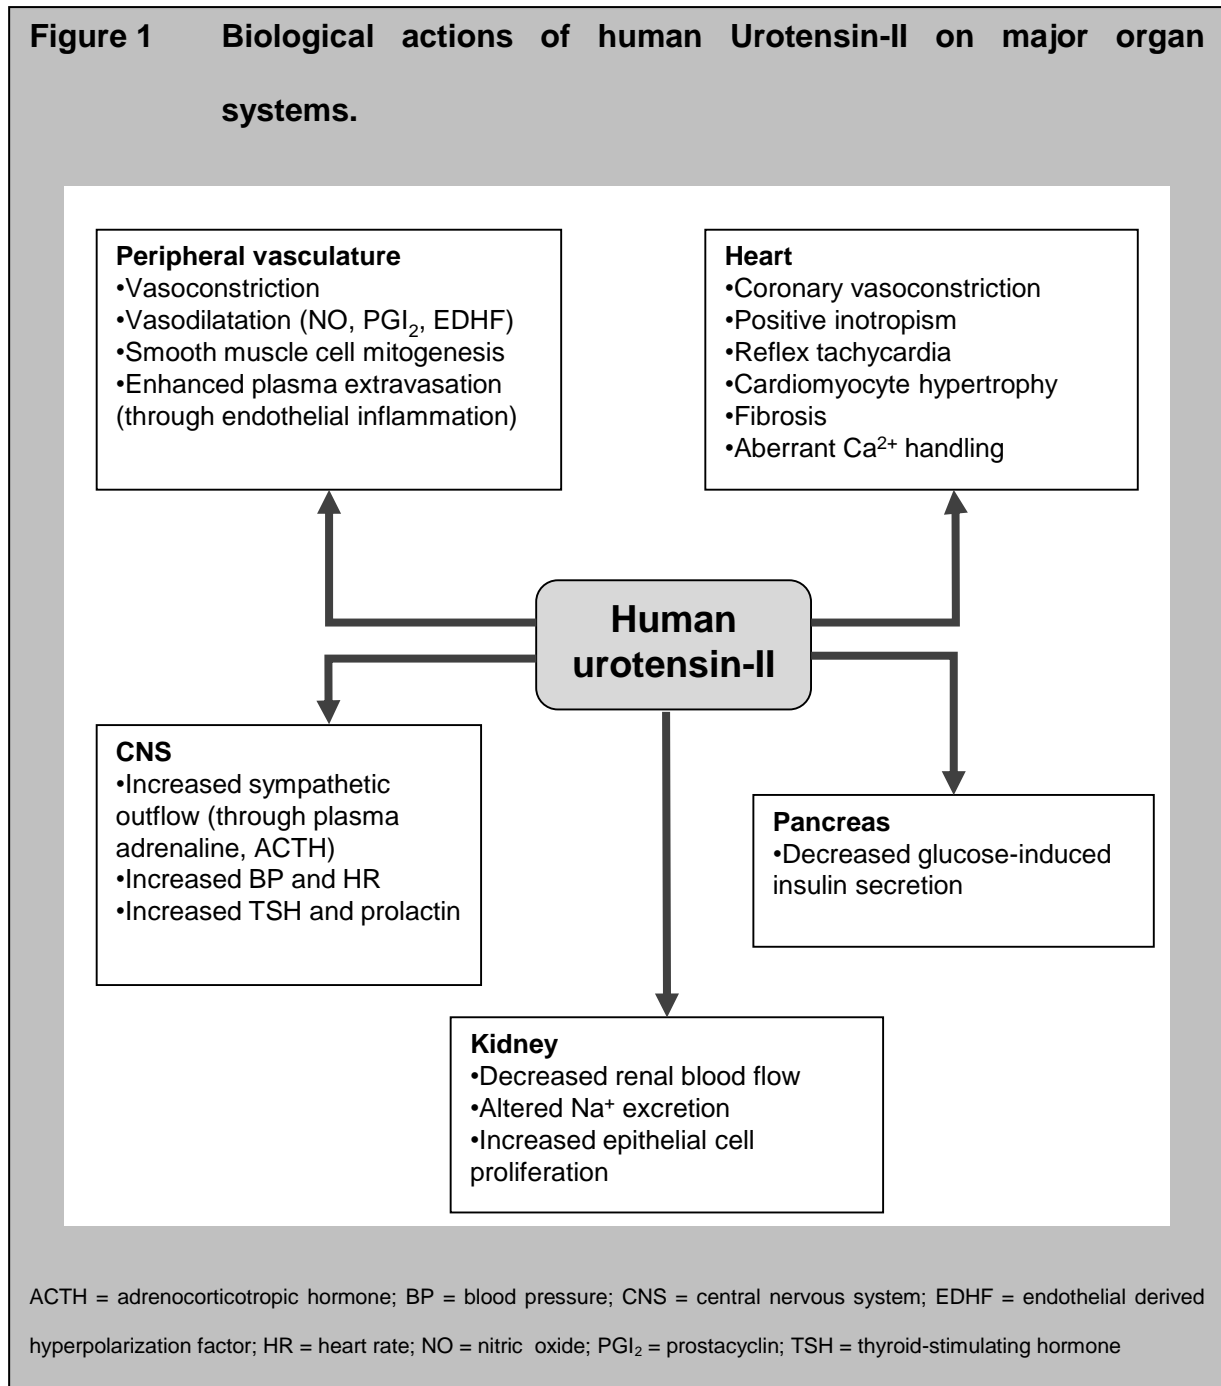 Figure 1 Biological actions of human Urotensin-II on major organ
systems.
Peripheral vasculature
•Vasoconstriction
•Vasodilatation (NO, PGI₂, EDHF)
•Smooth muscle cell mitogenesis
•Enhanced plasma extravasation
(through endothelial inflammation)
Heart
•Coronary vasoconstriction
•Positive inotropism
•Reflex tachycardia
•Cardiomyocyte hypertrophy
•Fibrosis
•Aberrant Ca²⁺ handling
Human
urotensin-II
CNS
•Increased sympathetic
outflow (through plasma
adrenaline, ACTH)
•Increased BP and HR
•Increased TSH and prolactin
Pancreas
•Decreased glucose-induced
insulin secretion
Kidney
•Decreased renal blood flow
•Altered Na⁺ excretion
•Increased epithelial cell
proliferation
ACTH = adrenocorticotropic hormone; BP = blood pressure; CNS = central nervous system; EDHF = endothelial derived
hyperpolarization factor; HR = heart rate; NO = nitric oxide; PGI₂ = prostacyclin; TSH = thyroid-stimulating hormone